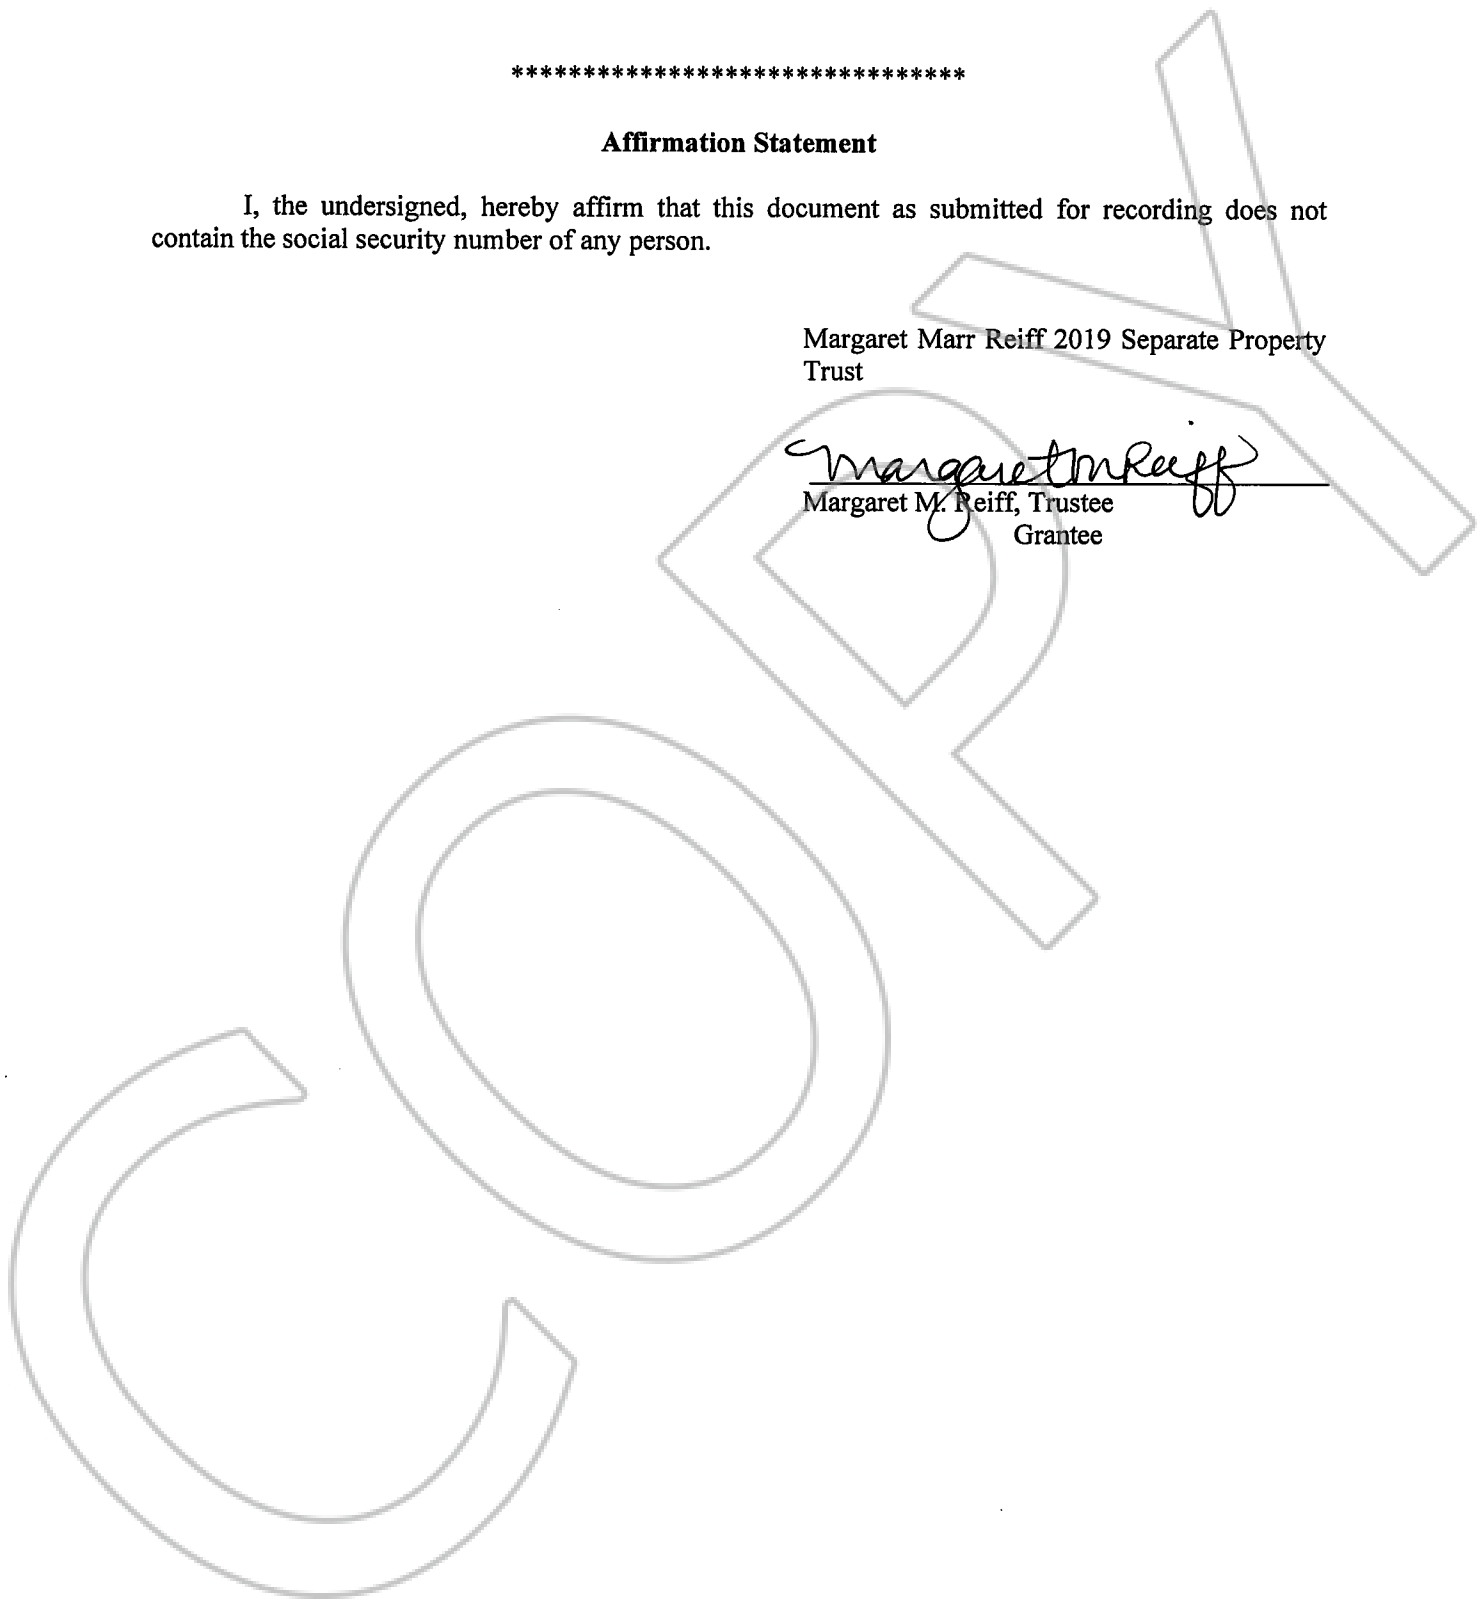 ********************************
Affirmation Statement
I, the undersigned, hereby affirm that this document as submitted for recording does not
contain the social security number of any person.
Margaret Marr Reiff 2019 Separate Property
Trust
Margaret M Reiff
Margaret M. Reiff, Trustee
Grantee
COPY